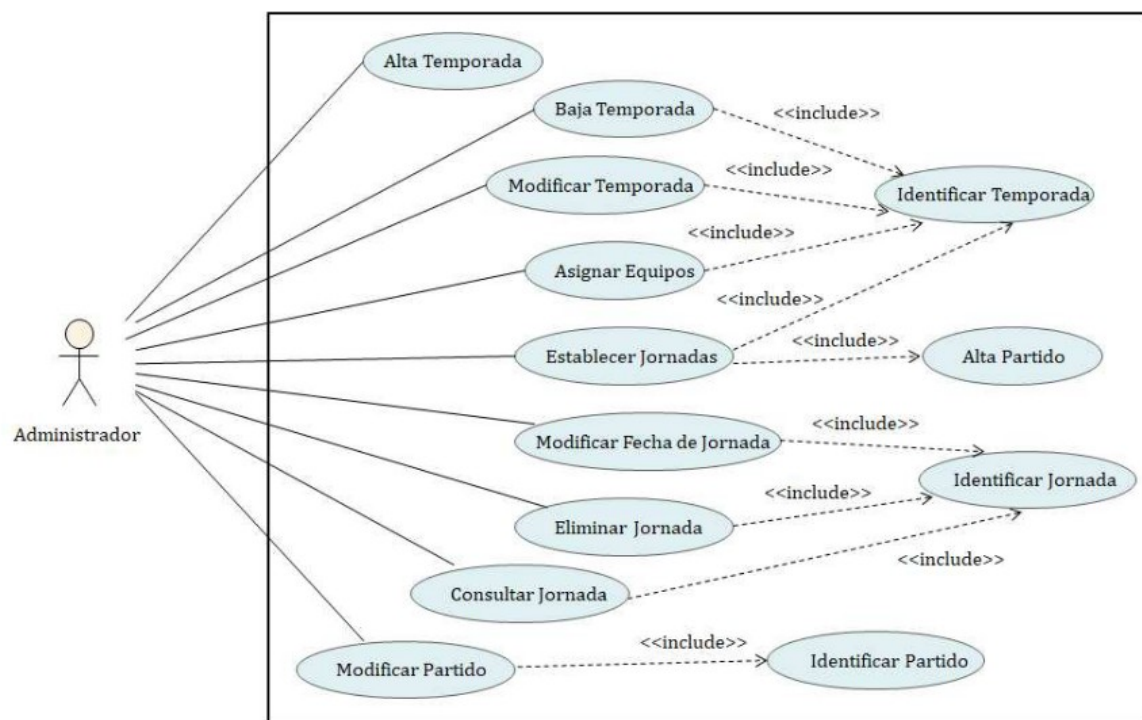 Alta Temporada
Baja Temporada
<<include>>
Modificar Temporada
<<include>>
Identificar Temporada
<<include>>
Asignar Equipos
<<include>>
Establecer Jornadas
<<include>>
Alta Partido
Administrador
Modificar Fecha de Jornada
<<include>>
Identificar Jornada
<<include>>
Eliminar Jornada
<<include>>
Consultar Jornada
<<include>>
Modificar Partido
Identificar Partido